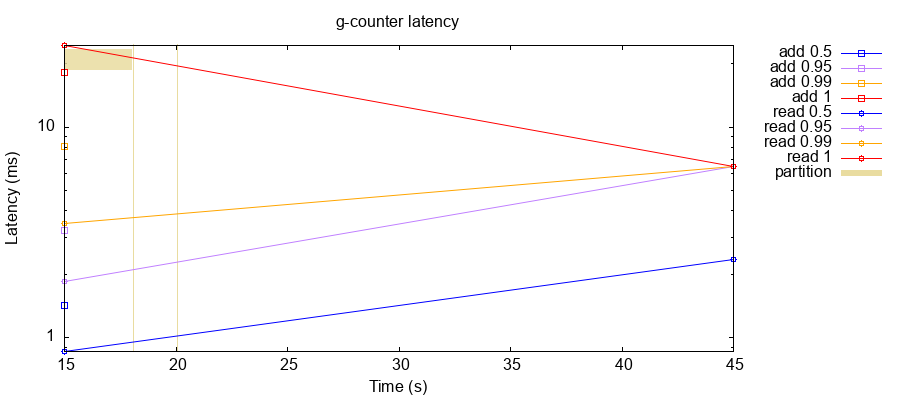 g-counter latency
Latency (ms)
10
1
15
20
25
30
35
40
45
Time (s)
add 0.5
add 0.95
add 0.99
add 1
read 0.5
read 0.95
read 0.99
read 1
partition